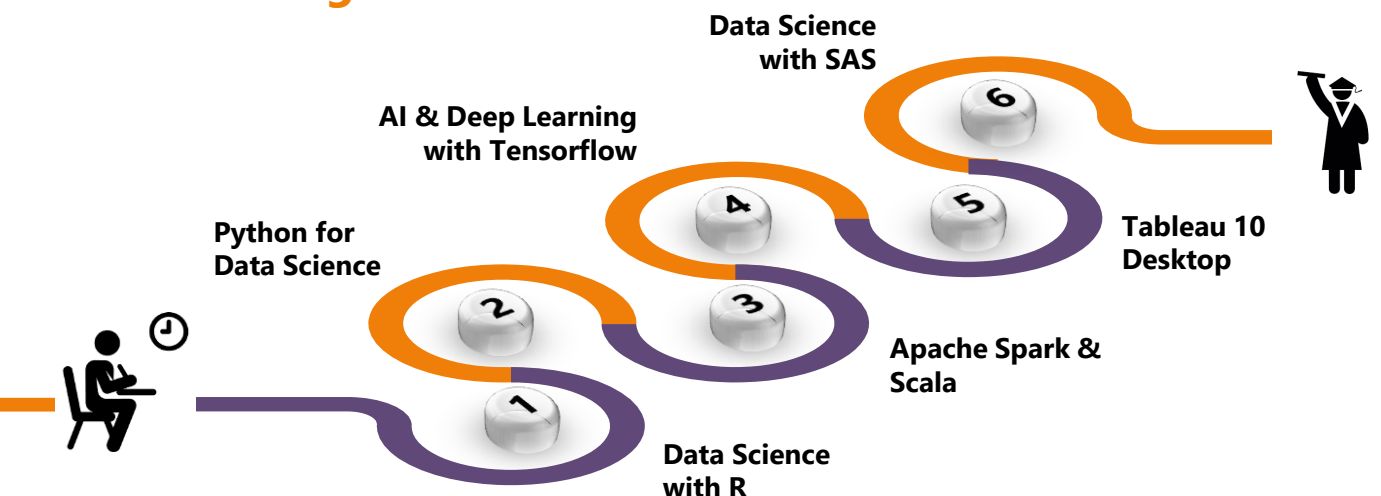 Data Science
with SAS
6
AI & Deep Learning
with Tensorflow
4
5
Python for
Data Science
Tableau 10
Desktop
2
3
Apache Spark &
Scala
1
Data Science
with R